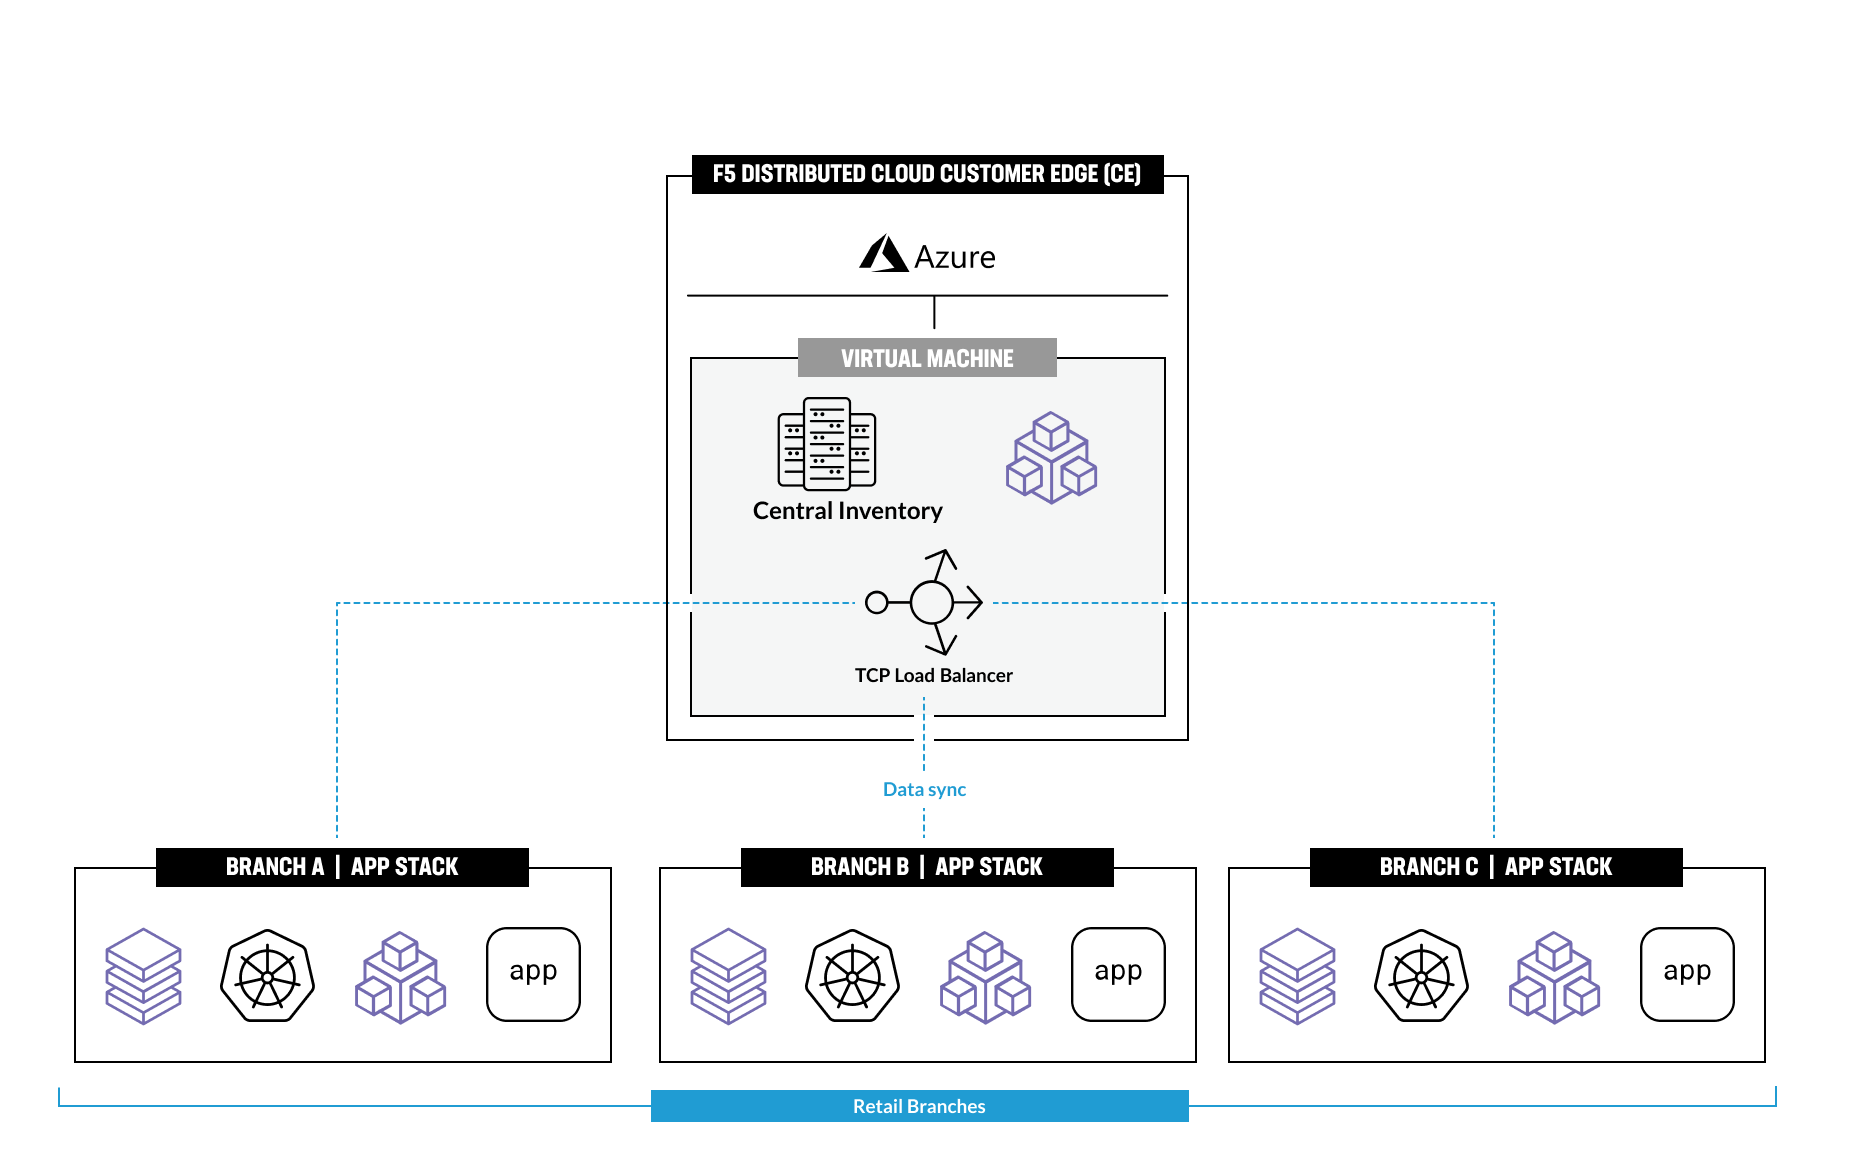 F5 DISTRIBUTED CLOUD CUSTOMER EDGE (CE)
Azure
VIRTUAL MACHINE
Central Inventory
TCP Load Balancer
Data sync
BRANCH A | APP STACK
BRANCH B | APP STACK
BRANCH C | APP STACK
app
app
app
Retail Branches